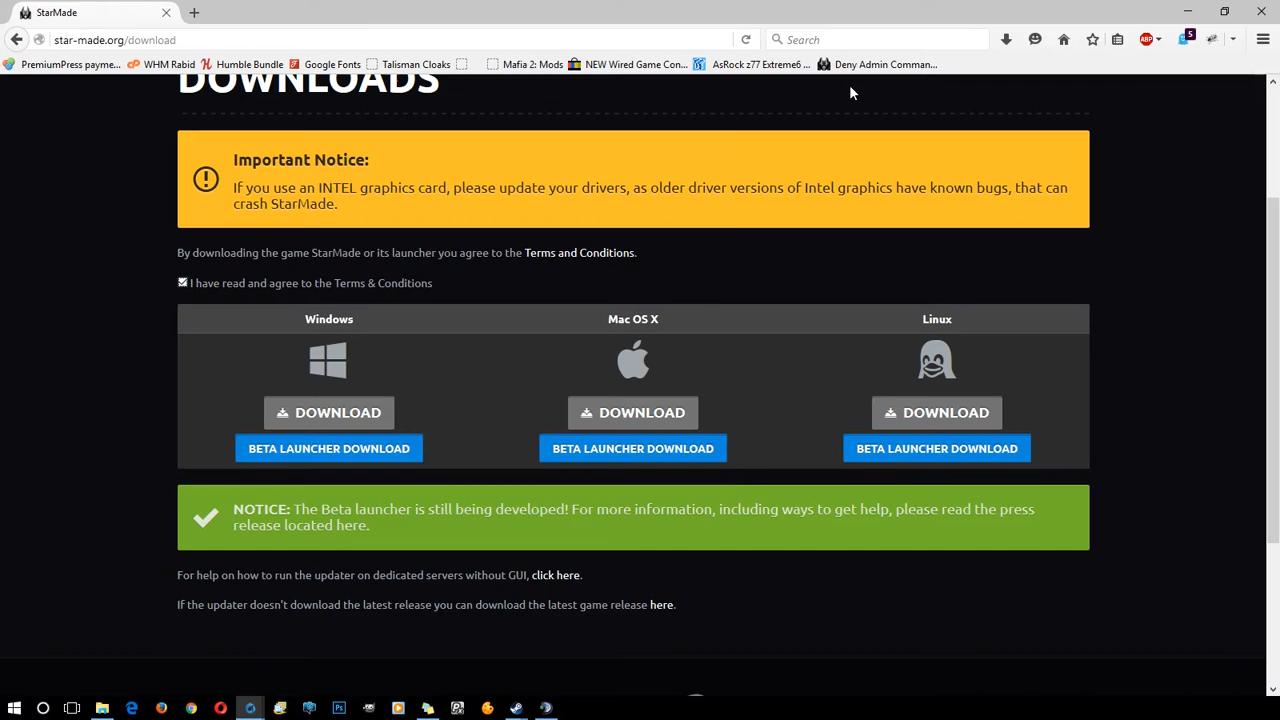 StarMade
star-made.org/download
Search
ABP
5
PremiumPress payme...
WHM Rabid
Humble Bundle
Google Fonts
Talisman Cloaks
Mafia 2: Mods
NEW Wired Game Con...
AsRock z77 Extreme6 ...
Deny Admin Comman...
DOWNLOADS
Important Notice:
If you use an INTEL graphics card, please update your drivers, as older driver versions of Intel graphics have known bugs, that can
crash StarMade.
By downloading the game StarMade or its launcher you agree to the Terms and Conditions.
I have read and agree to the Terms & Conditions
Windows
Mac OS X
Linux
DOWNLOAD
DOWNLOAD
DOWNLOAD
BETA LAUNCHER DOWNLOAD
BETA LAUNCHER DOWNLOAD
BETA LAUNCHER DOWNLOAD
NOTICE: The Beta launcher is still being developed! For more information, including ways to get help, please read the press
release located here.
For help on how to run the updater on dedicated servers without GUI, click here.
If the updater doesn't download the latest release you can download the latest game release here.
Ps